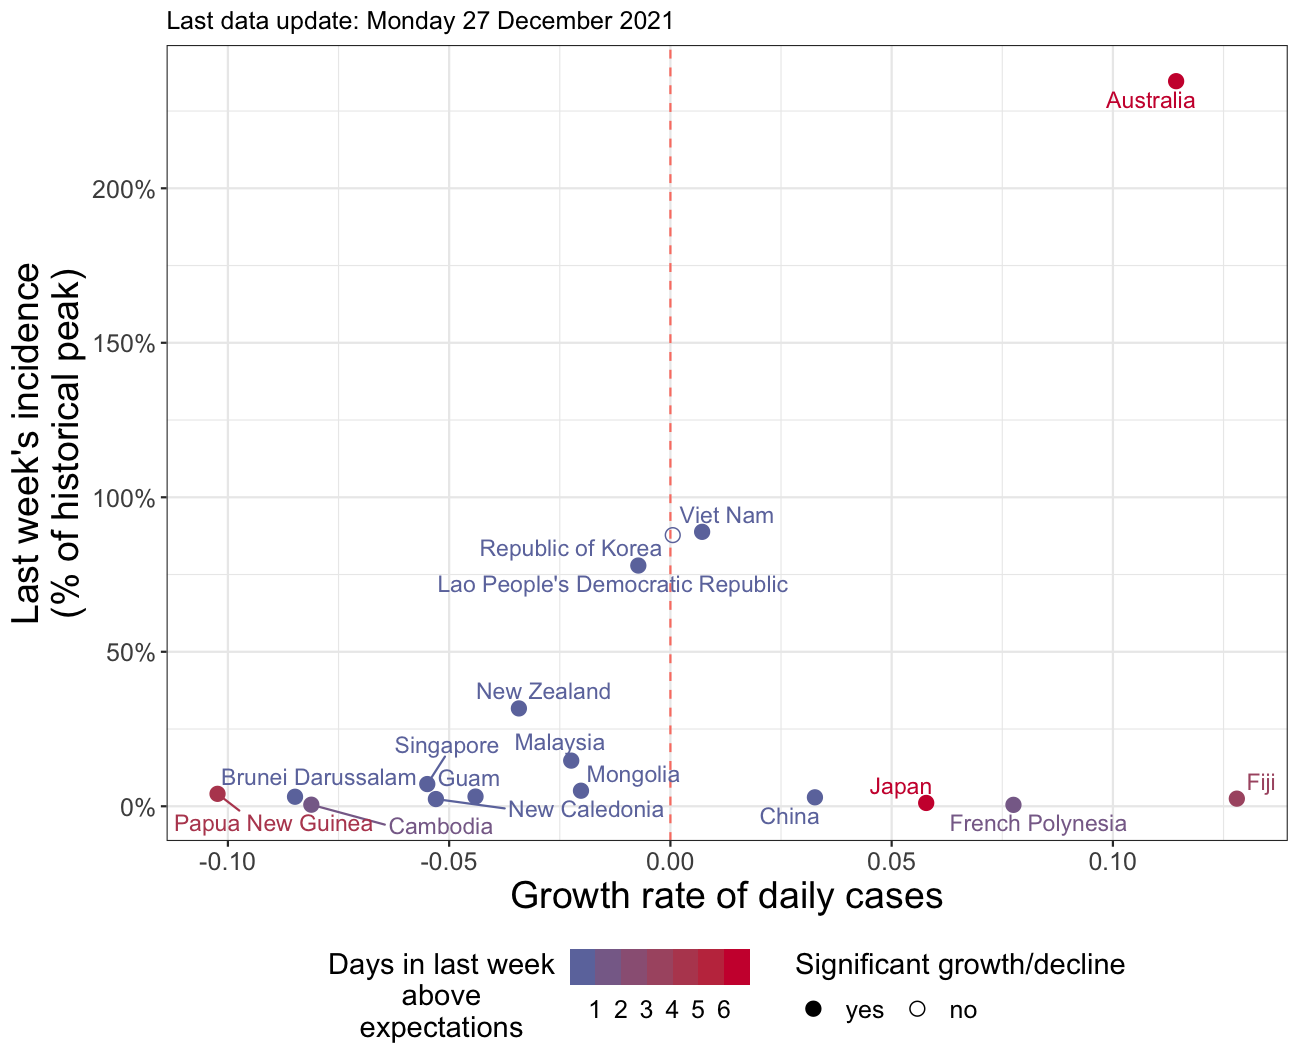 Last data update: Monday 27 December 2021
Last week's incidence
(% of historical peak)
200%
150%
100%
50%
0%
Australia
Viet Nam
Republic of Korea
Lao People's Democratic Republic
New Zealand
Singapore
Malaysia
Brunei Darussalam
Guam
Mongolia
Papua New Guinea
Cambodia
New Caledonia
China
Japan
French Polynesia
Fiji
-0.10
-0.05
0.00
0.05
0.10
Growth rate of daily cases
Days in last week
above
expectations
1 2 3 4 5 6
Significant growth/decline
yes
no